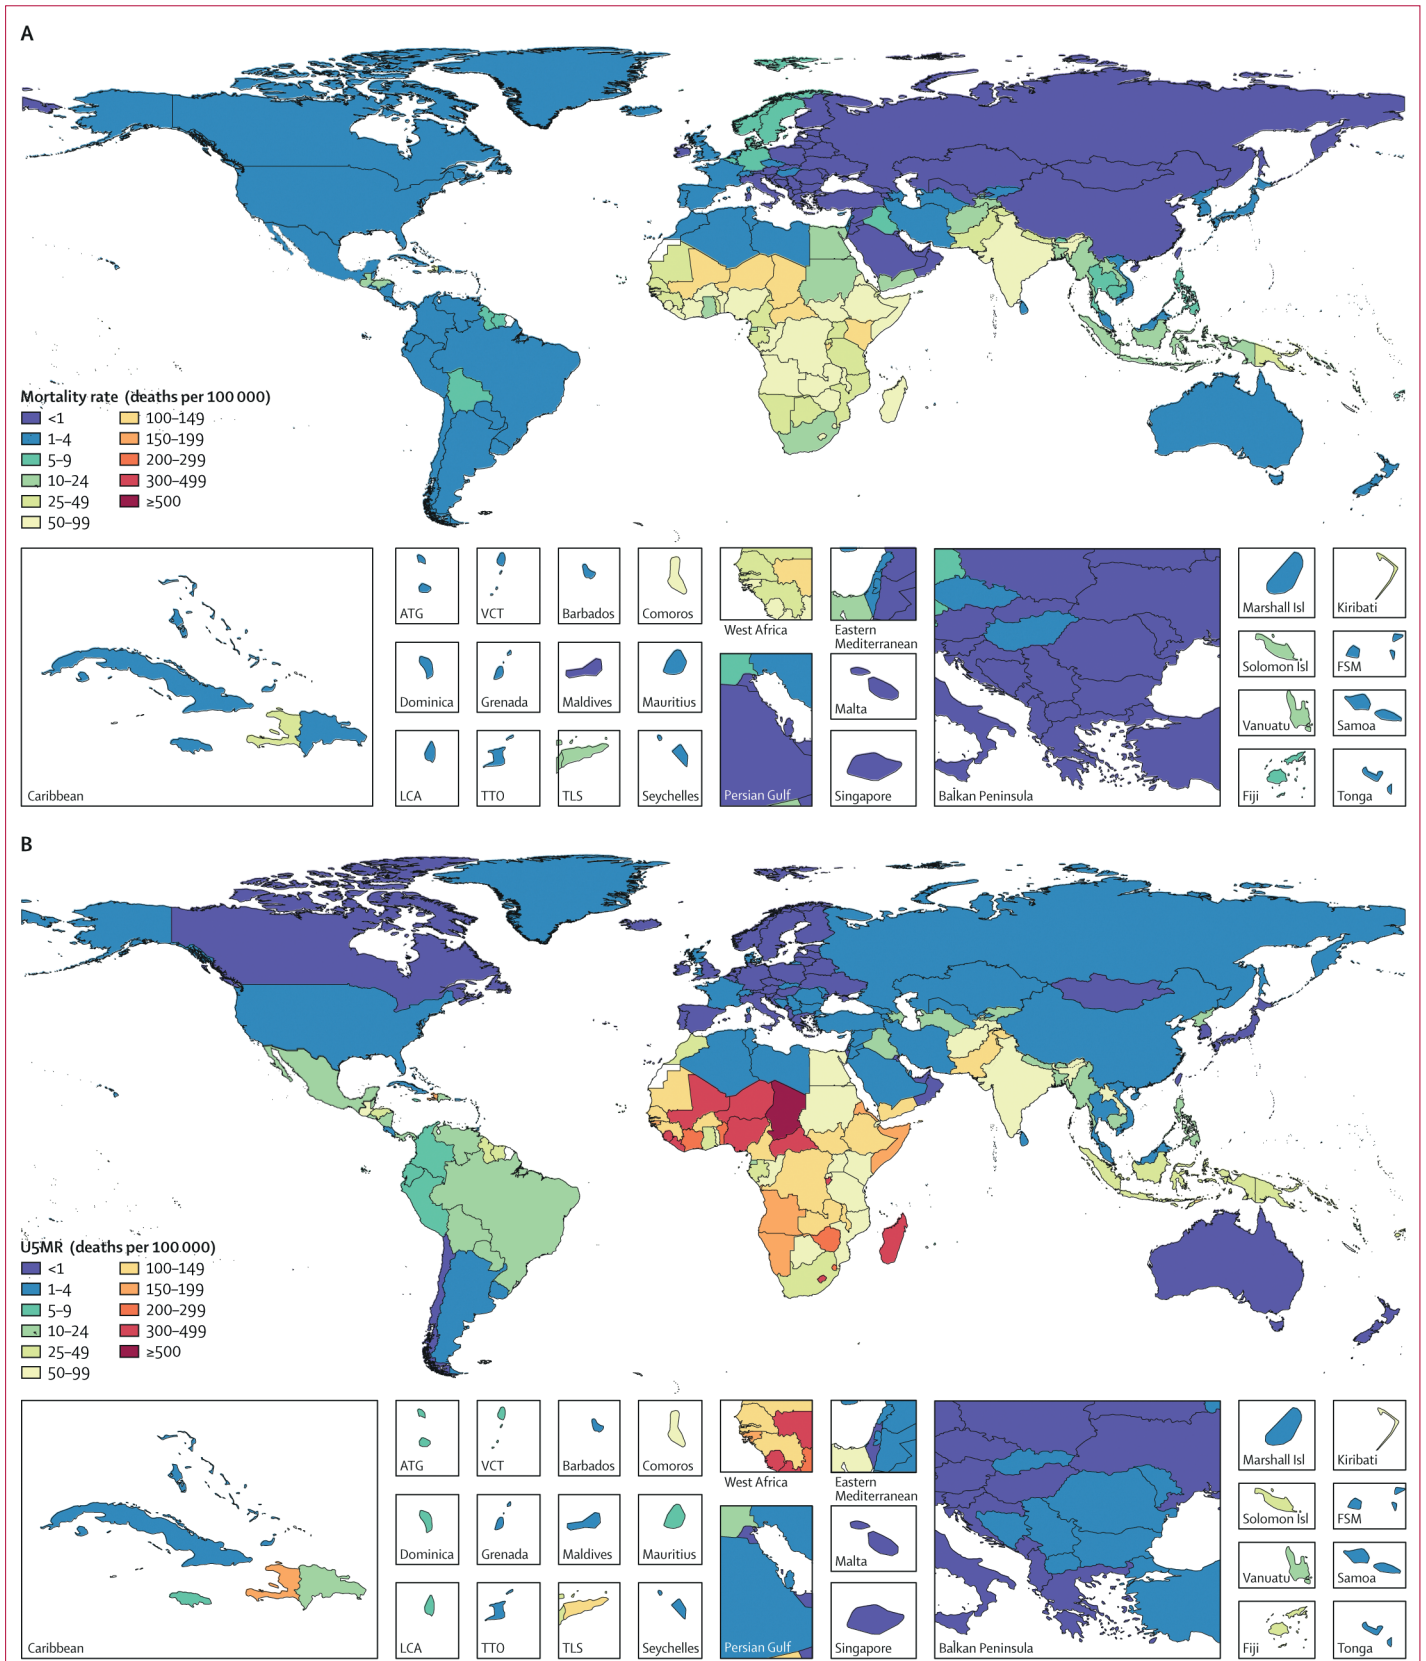 A
Mortality rate (deaths per 100 000)
<1
1–4
5–9
10–24
25–49
50–99
100–149
150–199
200–299
300–499
≥500
Caribbean
ATG
VCT
Barbados
Comoros
Dominica
Grenada
Maldives
Mauritius
LCA
TTO
TLS
Seychelles
West Africa
Eastern
Mediterranean
Persian Gulf
Malta
Singapore
Balkan Peninsula
Marshall Isl
Kiribati
Solomon Isl
FSM
Vanuatu
Samoa
Fiji
Tonga
B
U5MR (deaths per 100 000)
<1
1–4
5–9
10–24
25–49
50–99
100–149
150–199
200–299
300–499
≥500
Caribbean
ATG
VCT
Barbados
Comoros
Dominica
Grenada
Maldives
Mauritius
LCA
TTO
TLS
Seychelles
West Africa
Eastern
Mediterranean
Persian Gulf
Malta
Singapore
Balkan Peninsula
Marshall Isl
Kiribati
Solomon Isl
FSM
Vanuatu
Samoa
Fiji
Tonga